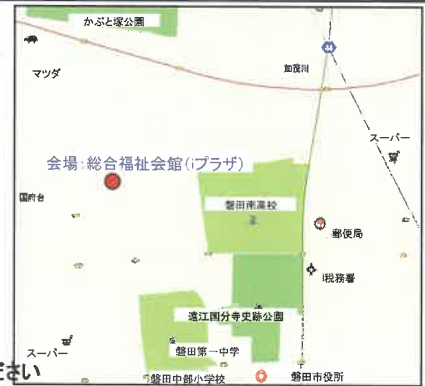 かぶと塚公園
44
マツダ
加茂川
スーパー
会場:総合福祉会館(iプラザ)
国府台
磐田南高校
郵便局
税務署
遠江国分寺史跡公園
スーパー
磐田第一中学
磐田中部小学校
磐田市役所
ださい